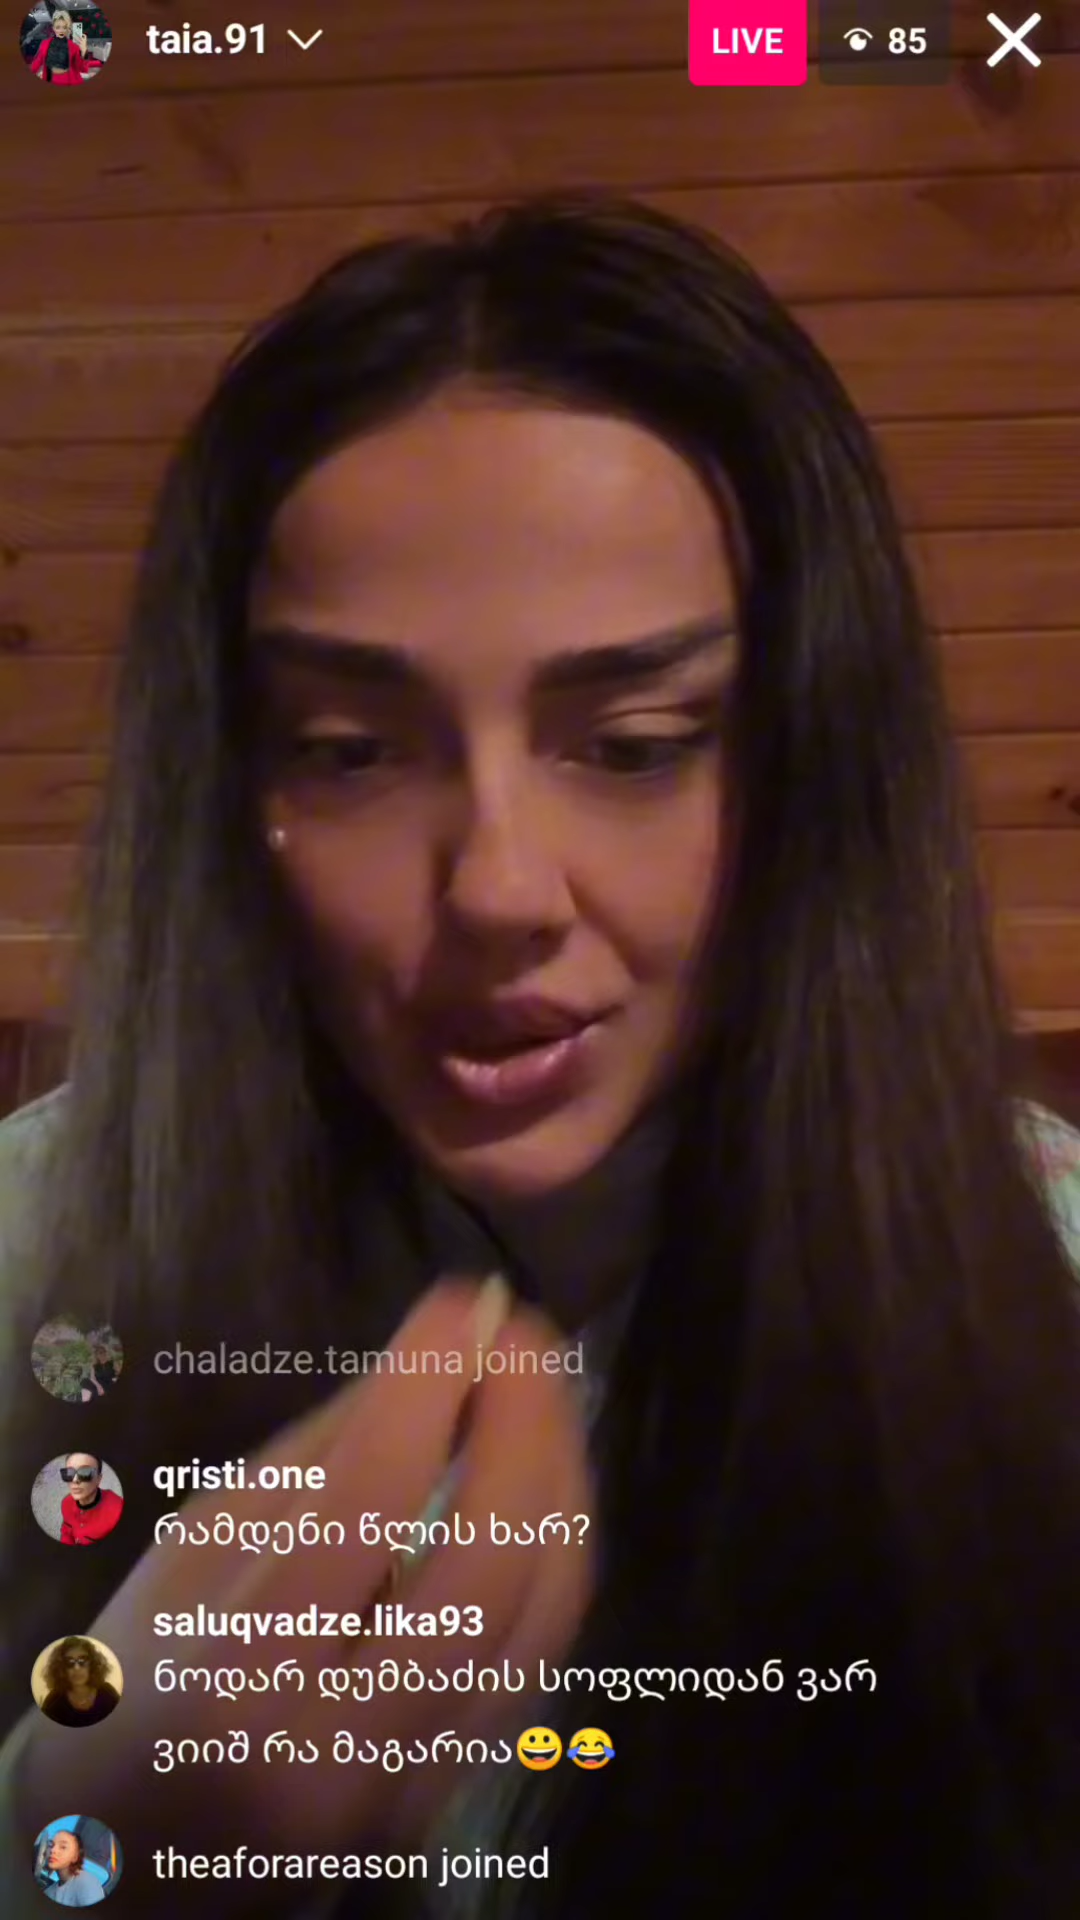 taia.91
LIVE
85
chaladze.tamuna joined
qristi.one
რამდენი წლის ხარ?
saluqvadze.lika93
ნოდარ დუმბაძის სოფლიდან ვარ
ვიიშ რა მაგარია😀😂
theaforareason joined